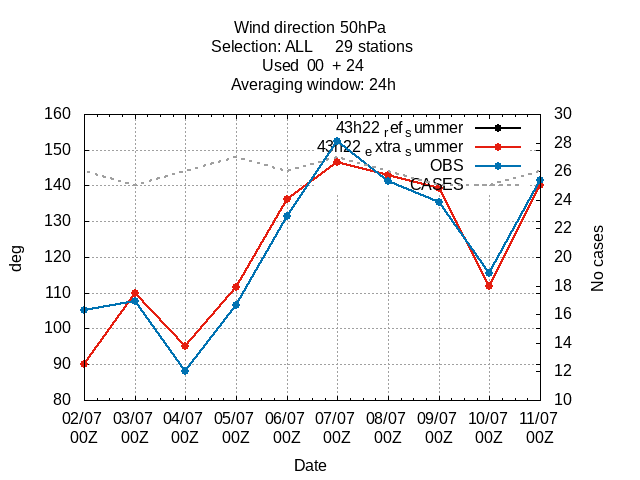 Wind direction 50hPa
Selection: ALL 29 stations
Used 00 + 24
Averaging window: 24h
160 30
43h22 ref summer
150 28
43h22 extra summer
OBS
26
140 CASES
24
130
22
120 20
110 18
16
100
14
90
12
80 10
deg
No cases
02/07 03/07 04/07 05/07 06/07 07/07 08/07 09/07 10/07 11/07
00Z 00Z 00Z 00Z 00Z 00Z 00Z 00Z 00Z 00Z
Date